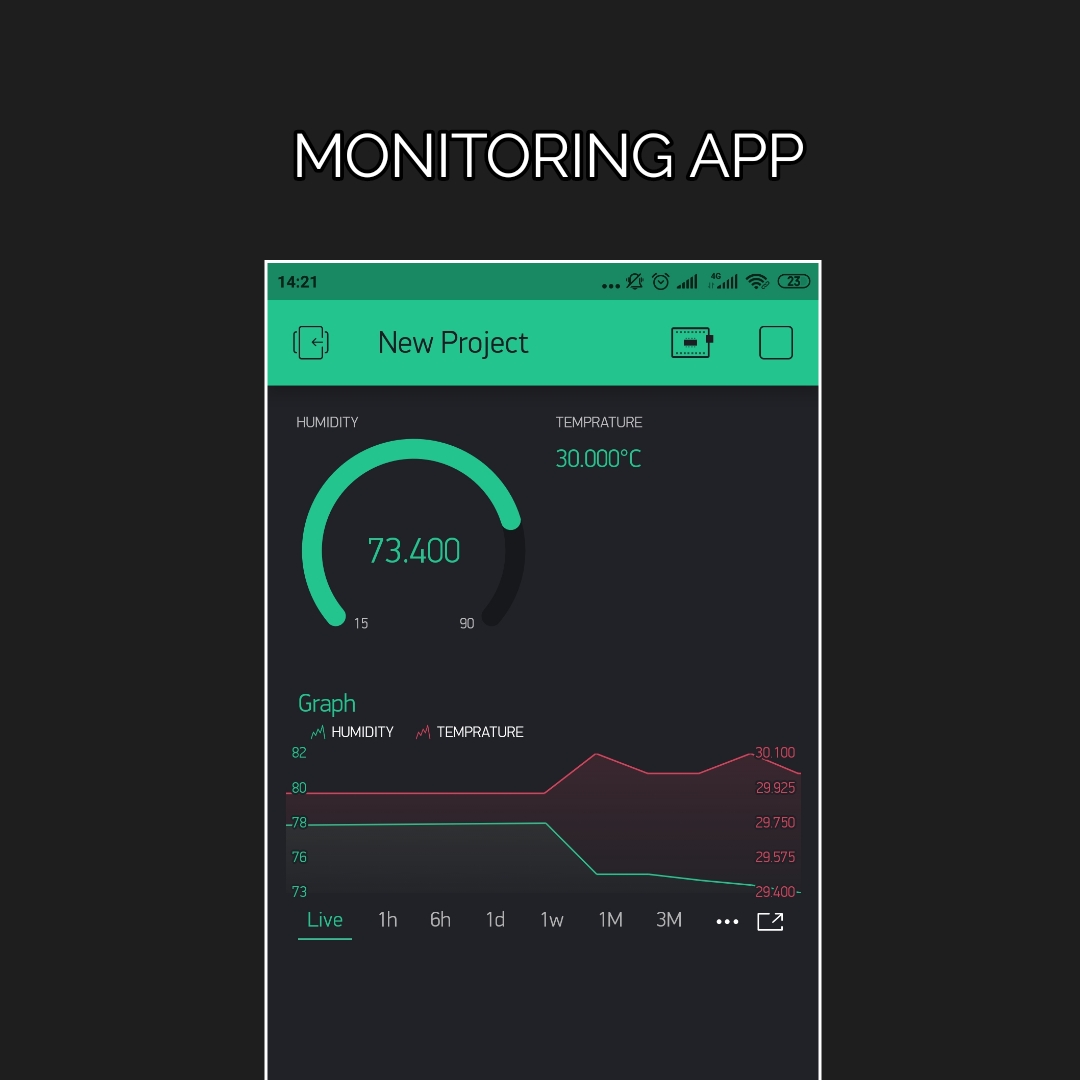 MONITORING APP
14:21
4G
23
New Project
HUMIDITY
TEMPRATURE
30.000°C
73.400
15
90
Graph
HUMIDITY TEMPRATURE
82 30.100
80 29.925
78 29.750
76 29.575
73 29.400
Live 1h 6h 1d 1w 1M 3M